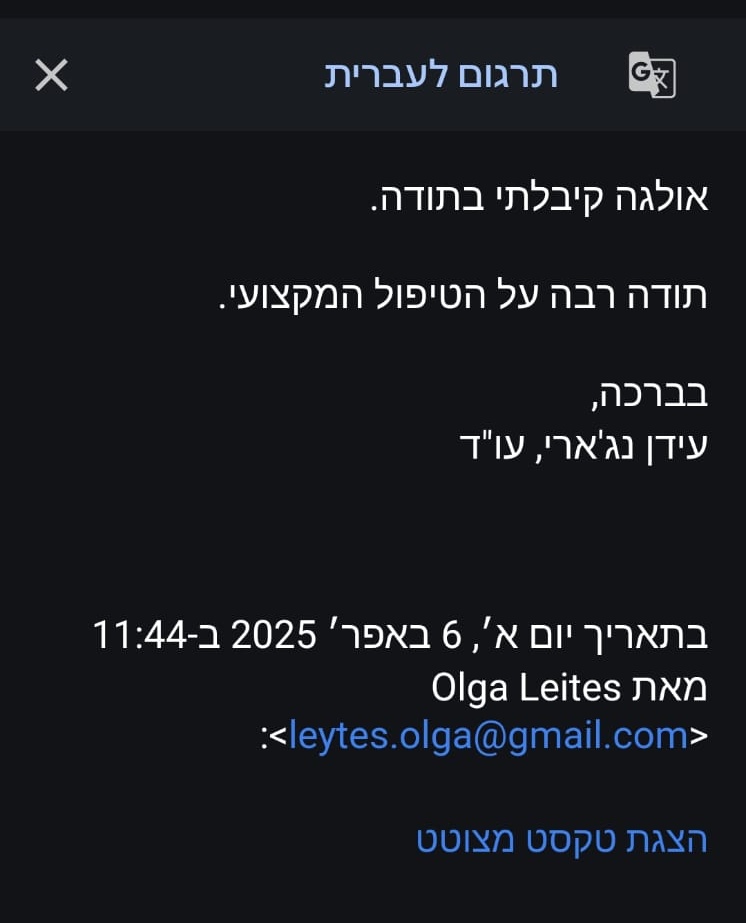 תרגום לעברית
אולגה קיבלתי בתודה.
תודה רבה על הטיפול המקצועי.
בברכה,
עידן נג'ארי, עו"ד
בתאריך יום א׳, 6 באפר׳ 2025 ב-11:44
מאת Olga Leites
<leytes.olga@gmail.com>:
הצגת טקסט מצוטט